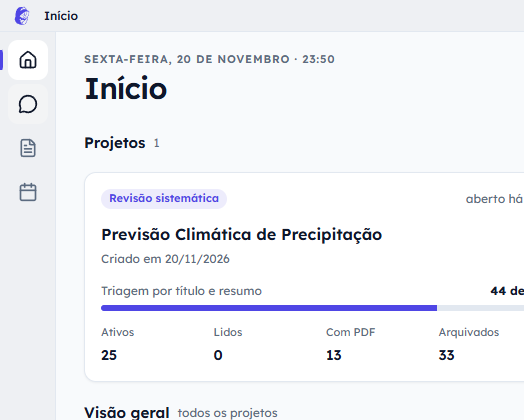 Início
SEXTA-FEIRA, 20 DE NOVEMBRO · 23:50
Início
Projetos 1
Revisão sistemática
aberto há
Previsão Climática de Precipitação
Criado em 20/11/2026
Triagem por título e resumo
44 de
Ativos Lidos Com PDF Arquivados
25 0 13 33
Visão geral todos os projetos